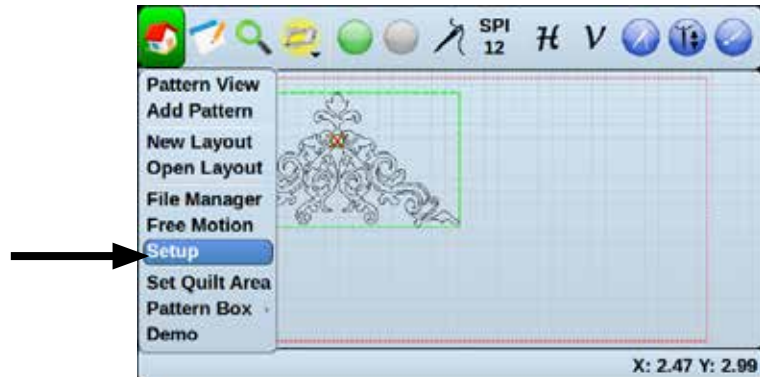 SPI
12
H V
Pattern View
Add Pattern
New Layout
Open Layout
File Manager
Free Motion
Setup
Set Quilt Area
Pattern Box
Demo
X: 2.47 Y: 2.99